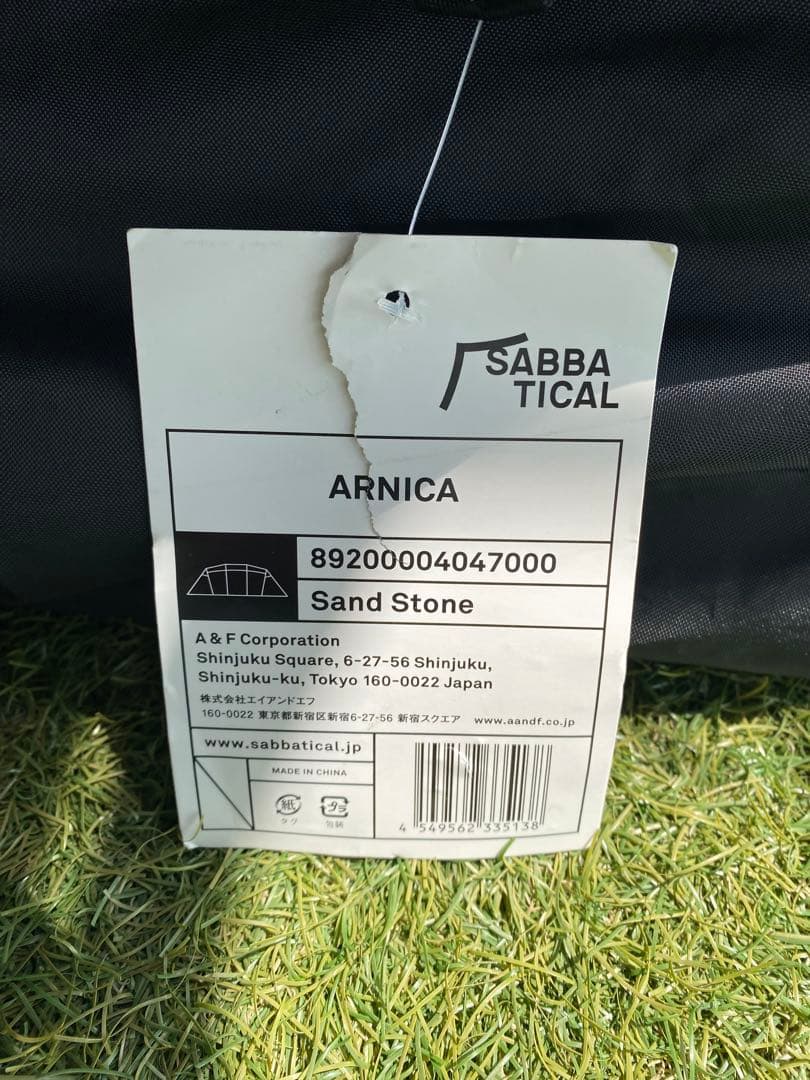 SABBA
TICAL
ARNICA
89200004047000
Sand Stone
A & F Corporation
Shinjuku Square, 6-27-56 Shinjuku,
Shinjuku-ku, Tokyo 160-0022 Japan
株式会社エイアンドエフ
160-0022 東京都新宿区新宿6-27-56 新宿スクエア www.aandf.co.jp
www.sabbatical.jp
MADE IN CHINA
紙 プラ
タグ 包装
4 549562 335138